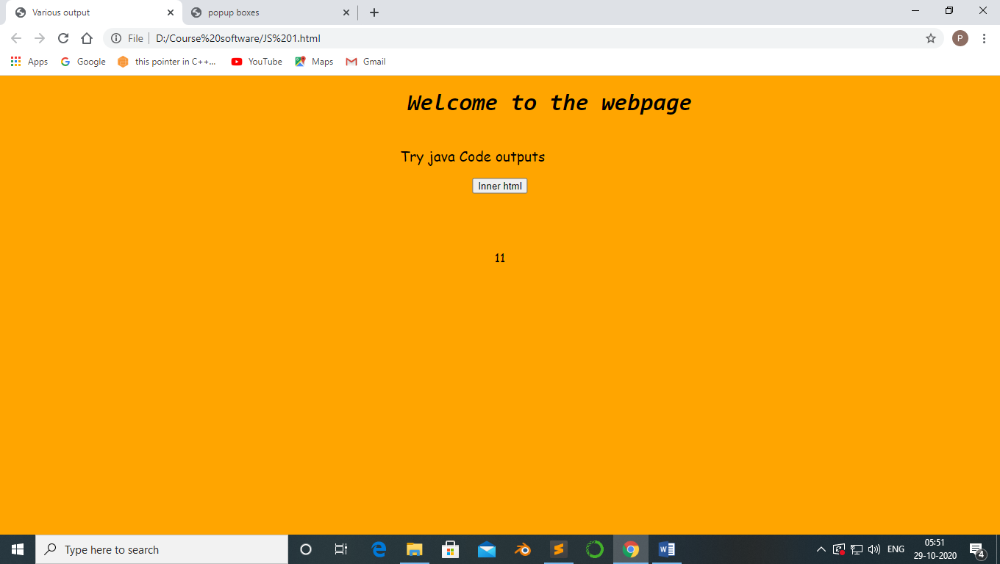 Various output
popup boxes
File
D:/Course%20software/JS%201.html
P
Apps
Google
this pointer in C++...
YouTube
Maps
Gmail
Welcome to the webpage
Try java Code outputs
Inner html
11
Type here to search
ENG
05:51
29-10-2020
4